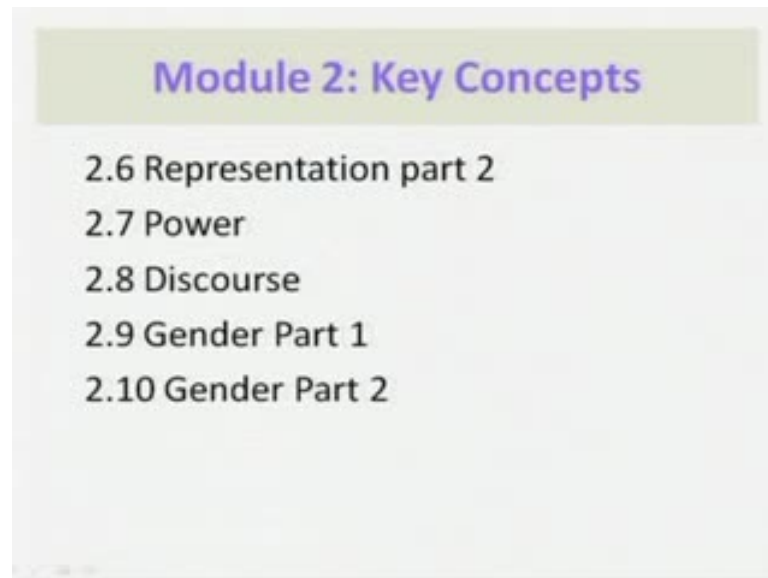 Module 2: Key Concepts
2.6 Representation part 2
2.7 Power
2.8 Discourse
2.9 Gender Part 1
2.10 Gender Part 2